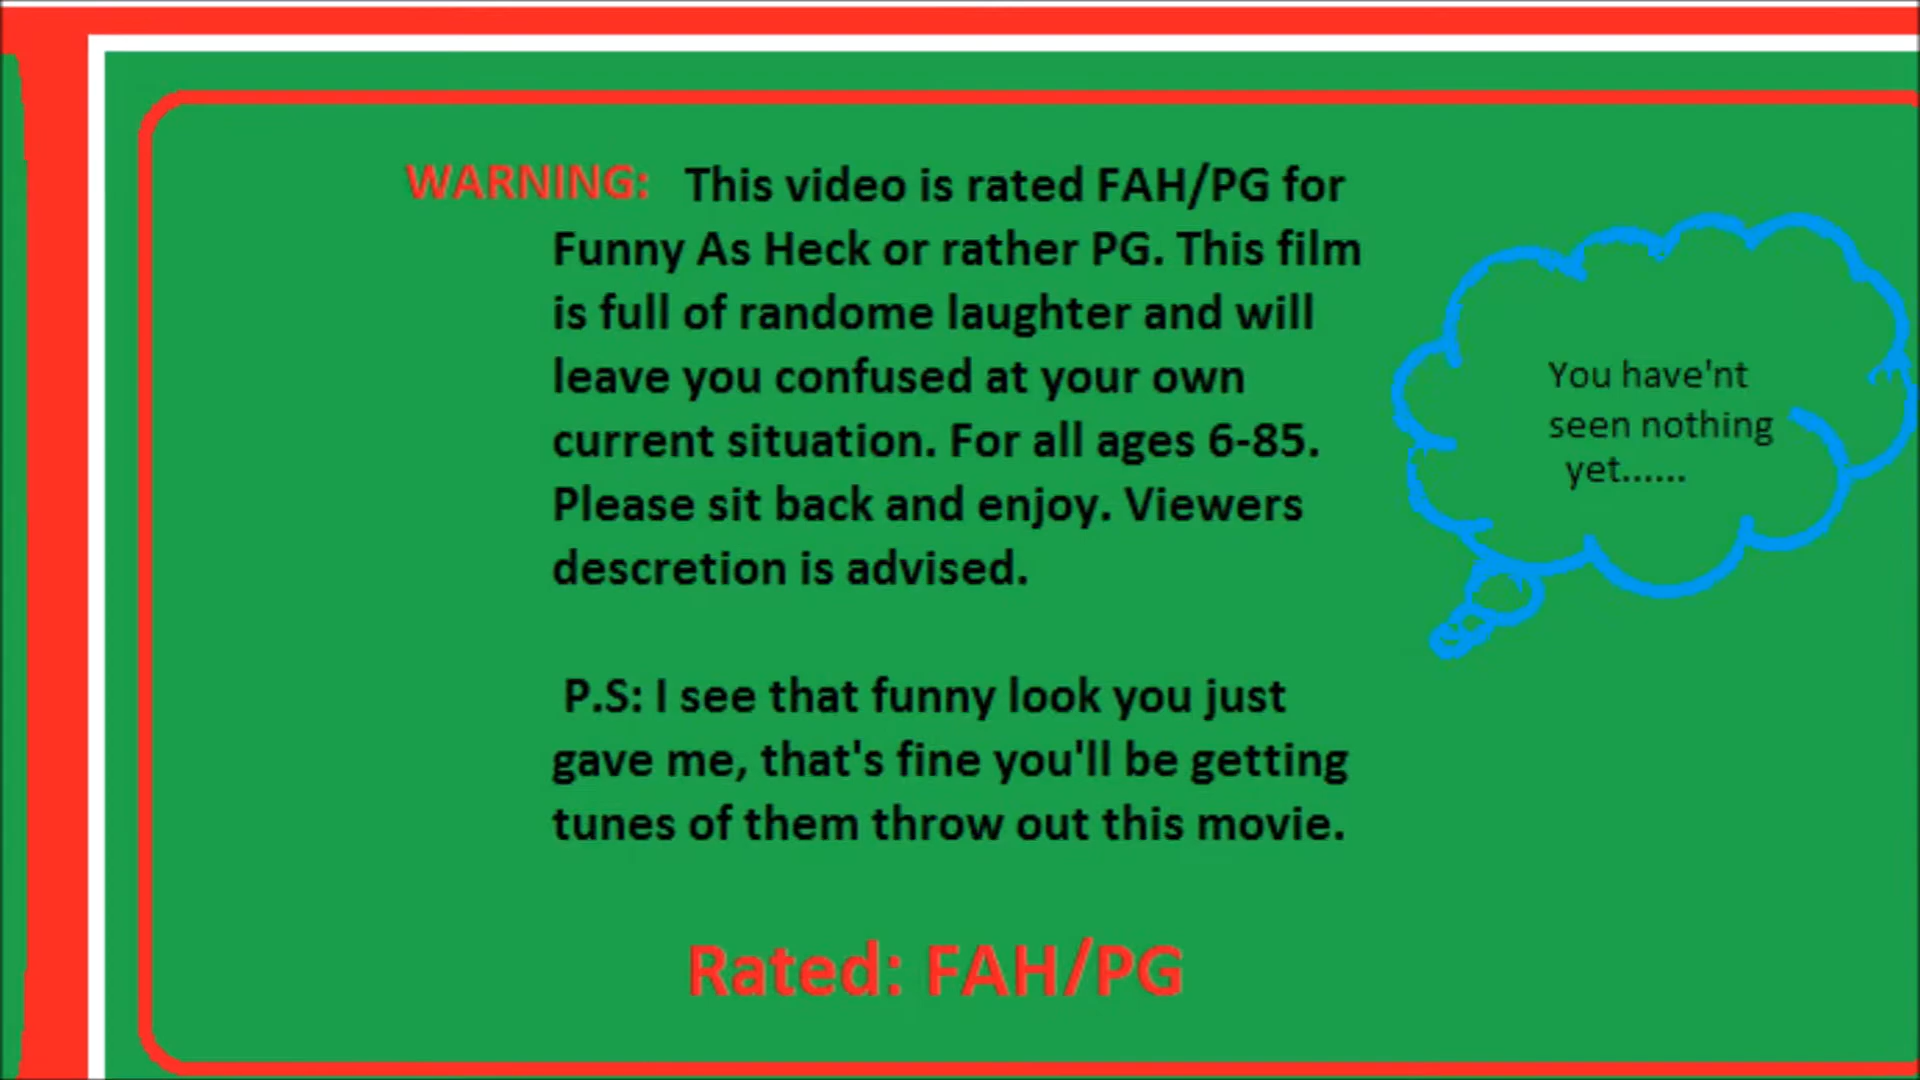 WARNING: This video is rated FAH/PG for
Funny As Heck or rather PG. This film
is full of randome laughter and will
leave you confused at your own
current situation. For all ages 6-85.
Please sit back and enjoy. Viewers
descretion is advised.
P.S: I see that funny look you just
gave me, that's fine you'll be getting
tunes of them throw out this movie.
Rated: FAH/PG
You have'nt
seen nothing
yet......